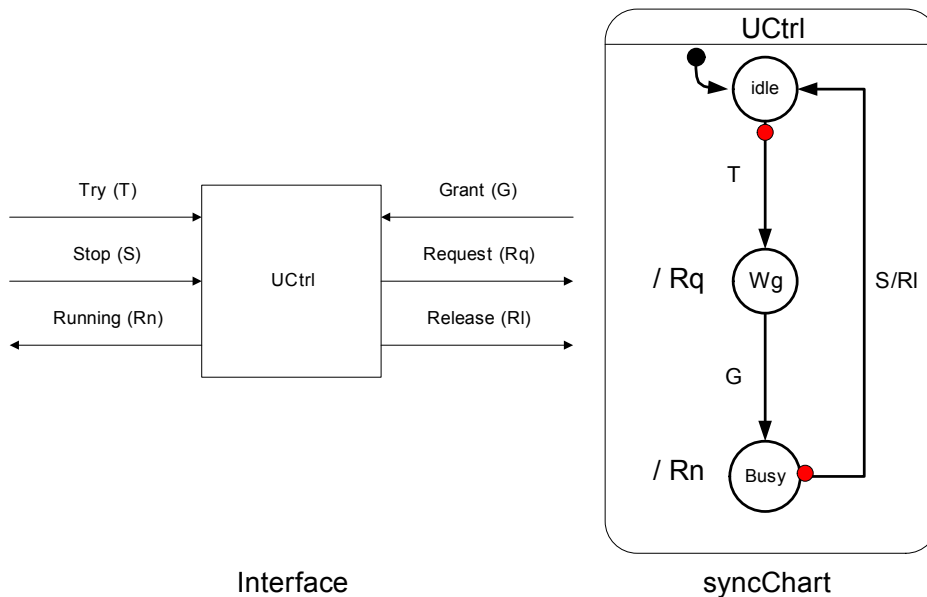 UCtrl
idle
T
/ Rq
Wg
S/Rl
G
/ Rn
Busy
Try (T)
Grant (G)
Stop (S)
UCtrl
Request (Rq)
Running (Rn)
Release (Rl)
Interface
syncChart